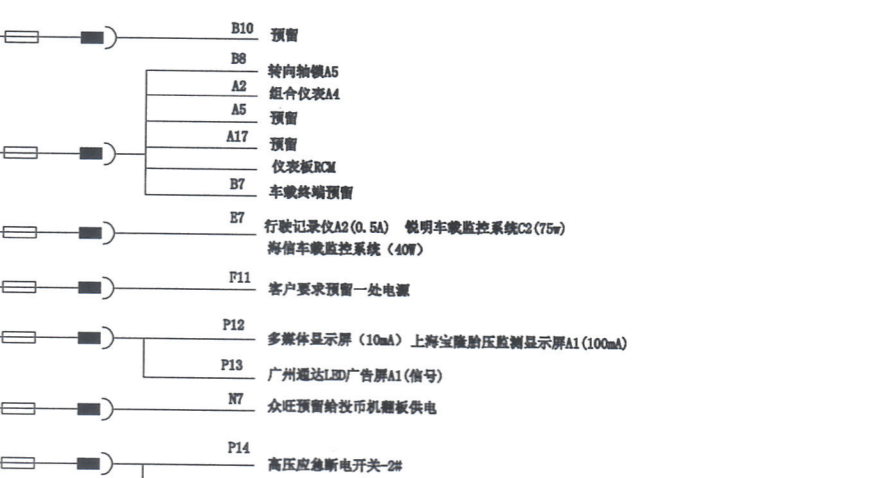 B10 预留
B8 转向轴锁A5
A2 组合仪表A4
A5 预留
A17 预留
仪表板RCM
B7 车载终端预留
E7 行驶记录仪A2(0.5A) 锐明车载监控系统C2(75w)
海信车载监控系统（40W）
F11 客户要求预留一处电源
P12 多媒体显示屏（10mA）上海宝隆胎压监测显示屏A1(100mA)
P13 广州通达LED广告屏A1(信号)
N7 众旺预留给投币机翻板供电
P14 高压应急断电开关-2#